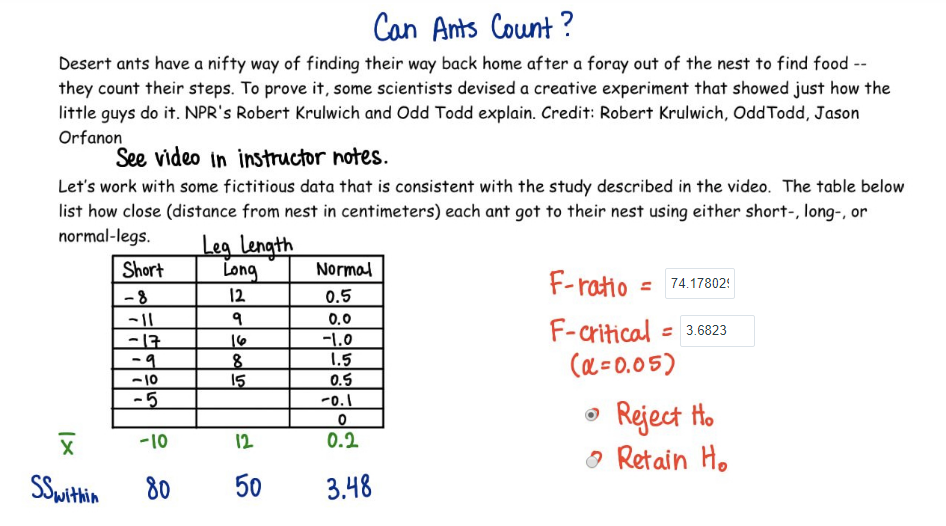 Can Ants Count?
Desert ants have a nifty way of finding their way back home after a foray out of the nest to find food --
they count their steps. To prove it, some scientists devised a creative experiment that showed just how the
little guys do it. NPR's Robert Krulwich and Odd Todd explain. Credit: Robert Krulwich, OddTodd, Jason
Orfanon
See video in instructor notes.
Let's work with some fictitious data that is consistent with the study described in the video. The table below
list how close (distance from nest in centimeters) each ant got to their nest using either short-, long-, or
normal-legs.
Leg Length
Short Long Normal
-8 12 0.5
-11 9 0.0
-17 16 -1.0
-9 8 1.5
-10 15 0.5
-5 -0.1
0
x̄ -10 12 0.2
SSwithin 80 50 3.48
F-ratio = 74.178029
F-critical = 3.6823
(α=0.05)
Reject Ho
Retain Ho